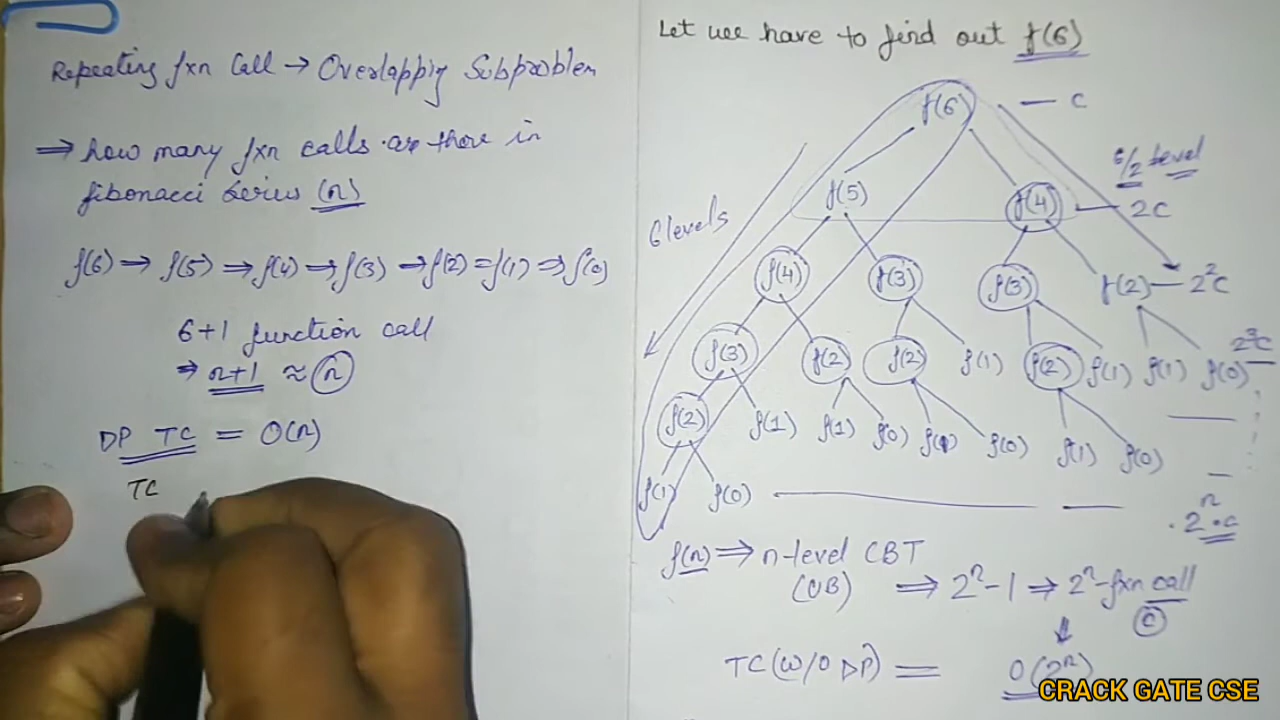 Repeating fxn Call → Overlappig Subproblem
⇒ how many fxn calls are there in
fibonacci series (n)
f(6) ⇒ f(5) ⇒ f(4) ⇒ f(3) ⇒ f(2) = f(1) ⇒ f(0)
6+1 function call
⇒ n+1 ≈ n
DP TC = O(n)
TC
Let we have to find out f(6)
f(6) — C
6/2 Level
f(5) f(4) — 2C
6 levels
f(4) f(3) f(3) f(2) — 2²C
f(3) f(2) f(2) f(1) f(2) f(1) f(1) f(0) 2³C
f(2) f(1) f(1) f(0) f(1) f(0) f(1) f(0)
f(1) f(0)
2ⁿ·C
f(n) ⇒ n-level CBT
(UB) ⇒ 2ⁿ-1 ⇒ 2ⁿ-fxn call
C
TC (W/O DP) = O(2ⁿ)
CRACK GATE CSE